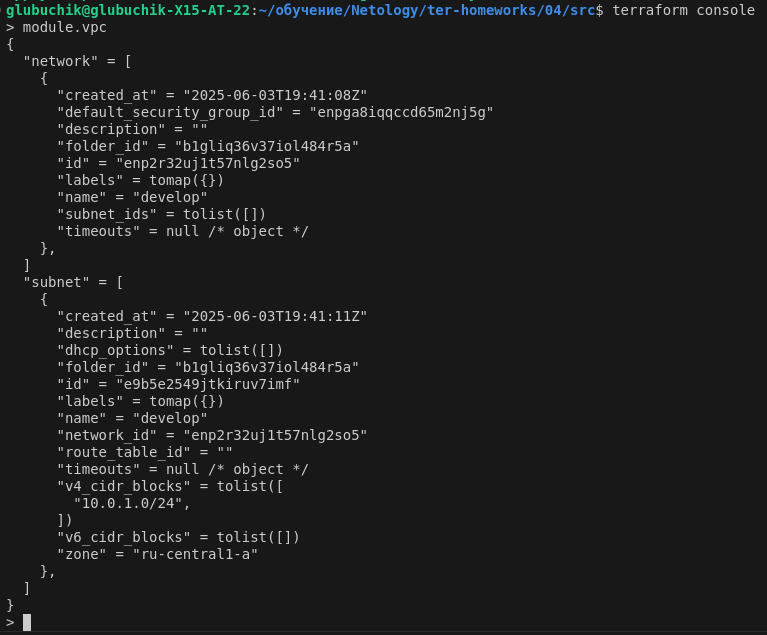 glubuchik@glubuchik-X15-AT-22:~/обучение/Netology/ter-homeworks/04/src$ terraform console
> module.vpc
{
  "network" = [
    {
      "created_at" = "2025-06-03T19:41:08Z"
      "default_security_group_id" = "enpga8iqqccd65m2nj5g"
      "description" = ""
      "folder_id" = "b1gliq36v37iol484r5a"
      "id" = "enp2r32uj1t57nlg2so5"
      "labels" = tomap({})
      "name" = "develop"
      "subnet_ids" = tolist([])
      "timeouts" = null /* object */
    },
  ]
  "subnet" = [
    {
      "created_at" = "2025-06-03T19:41:11Z"
      "description" = ""
      "dhcp_options" = tolist([])
      "folder_id" = "b1gliq36v37iol484r5a"
      "id" = "e9b5e2549jtkiruv7imf"
      "labels" = tomap({})
      "name" = "develop"
      "network_id" = "enp2r32uj1t57nlg2so5"
      "route_table_id" = ""
      "timeouts" = null /* object */
      "v4_cidr_blocks" = tolist([
        "10.0.1.0/24",
      ])
      "v6_cidr_blocks" = tolist([])
      "zone" = "ru-central1-a"
    },
  ]
}
>